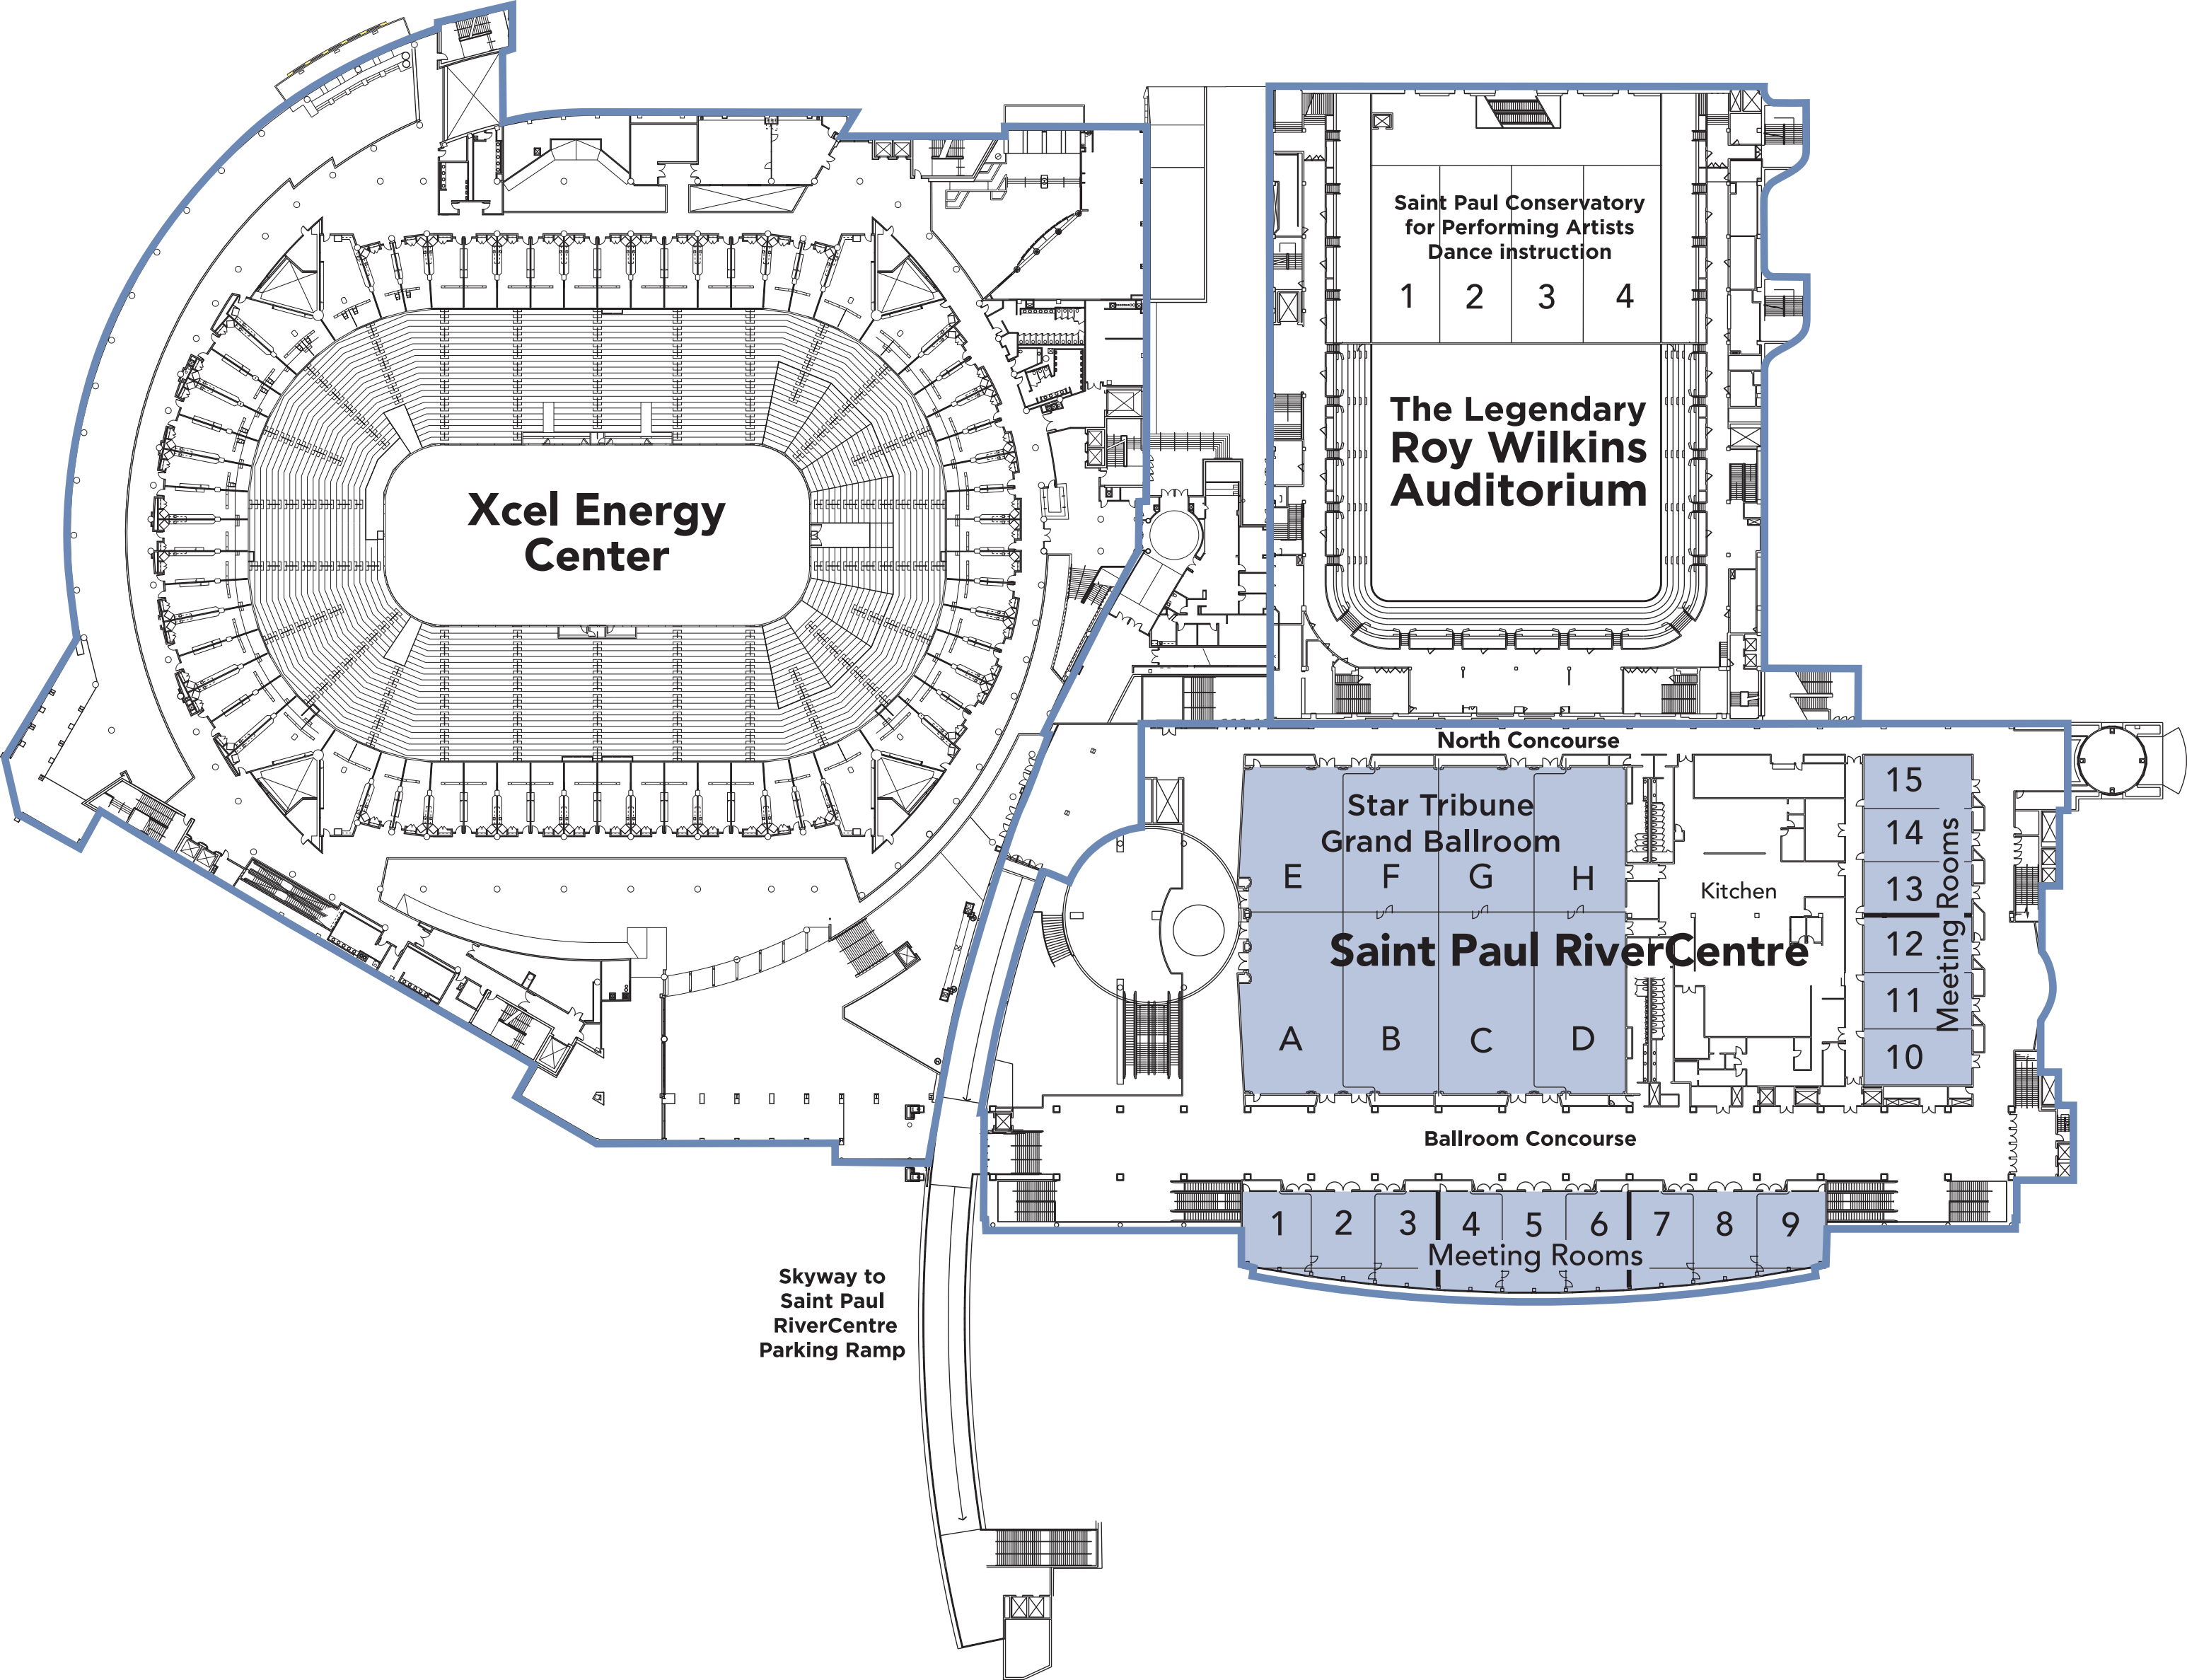 Xcel Energy
Center
Saint Paul Conservatory
for Performing Artists
Dance instruction
1 2 3 4
The Legendary
Roy Wilkins
Auditorium
North Concourse
Star Tribune
Grand Ballroom
E F G H
Kitchen
Saint Paul RiverCentre
A B C D
15
14
13
12
11
10
Meeting Rooms
Ballroom Concourse
1 2 3 4 5 6 7 8 9
Meeting Rooms
Skyway to
Saint Paul
RiverCentre
Parking Ramp